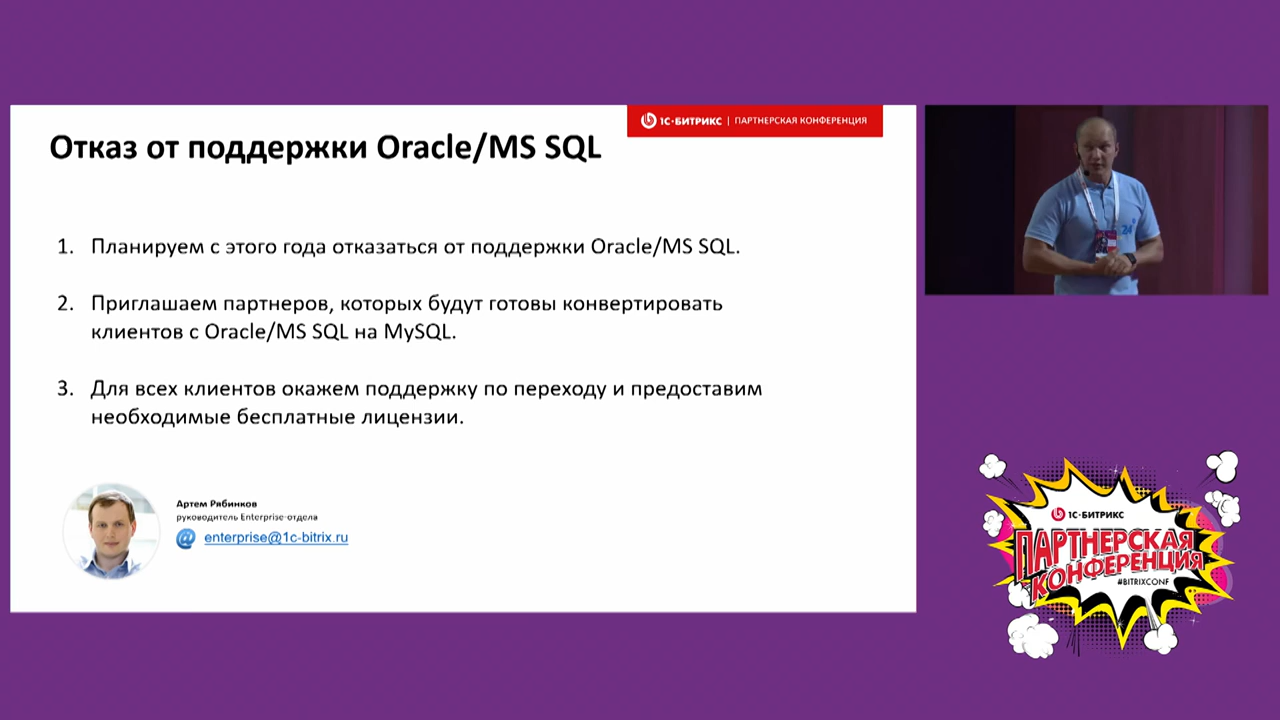 1С-БИТРИКС | ПАРТНЕРСКАЯ КОНФЕРЕНЦИЯ
Отказ от поддержки Oracle/MS SQL
1. Планируем с этого года отказаться от поддержки Oracle/MS SQL.
2. Приглашаем партнеров, которых будут готовы конвертировать
клиентов с Oracle/MS SQL на MySQL.
3. Для всех клиентов окажем поддержку по переходу и предоставим
необходимые бесплатные лицензии.
Артем Рябинков
руководитель Enterprise-отдела
@ enterprise@1c-bitrix.ru
24
1С-БИТРИКС
ПАРТНЕРСКАЯ
КОНФЕРЕНЦИЯ
#BITRIXCONF